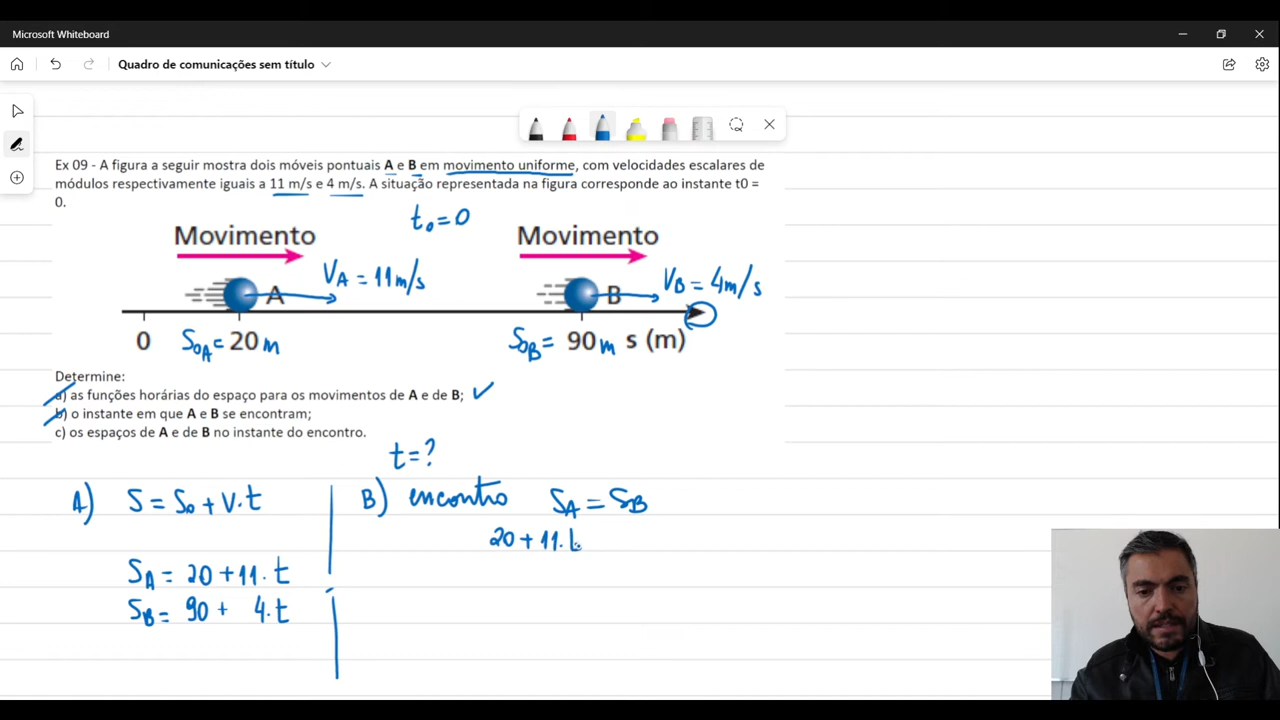 Microsoft Whiteboard
Quadro de comunicações sem título
Ex 09 - A figura a seguir mostra dois móveis pontuais A e B em movimento uniforme, com velocidades escalares de
módulos respectivamente iguais a 11 m/s e 4 m/s. A situação representada na figura corresponde ao instante t0 =
0.
t₀ = 0
Movimento Movimento
A VA = 11 m/s B VB = 4 m/s
0 S0A = 20 m S0B = 90 m s (m)
Determine:
a) as funções horárias do espaço para os movimentos de A e de B; ✓
b) o instante em que A e B se encontram;
c) os espaços de A e de B no instante do encontro.
t = ?
A) S = S₀ + V.t B) encontro SA = SB
20 + 11.t
SA = 20 + 11.t
SB = 90 + 4.t